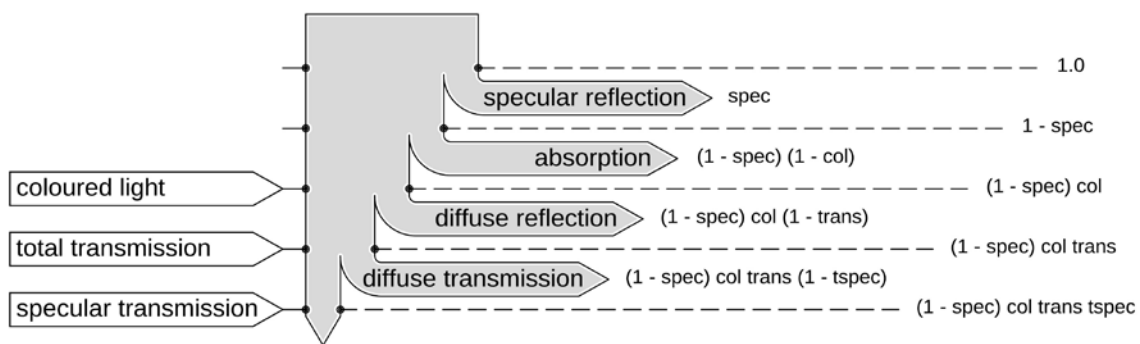 1.0
specular reflection spec
1 - spec
absorption (1 - spec) (1 - col)
coloured light (1 - spec) col
diffuse reflection (1 - spec) col (1 - trans)
total transmission (1 - spec) col trans
diffuse transmission (1 - spec) col trans (1 - tspec)
specular transmission (1 - spec) col trans tspec